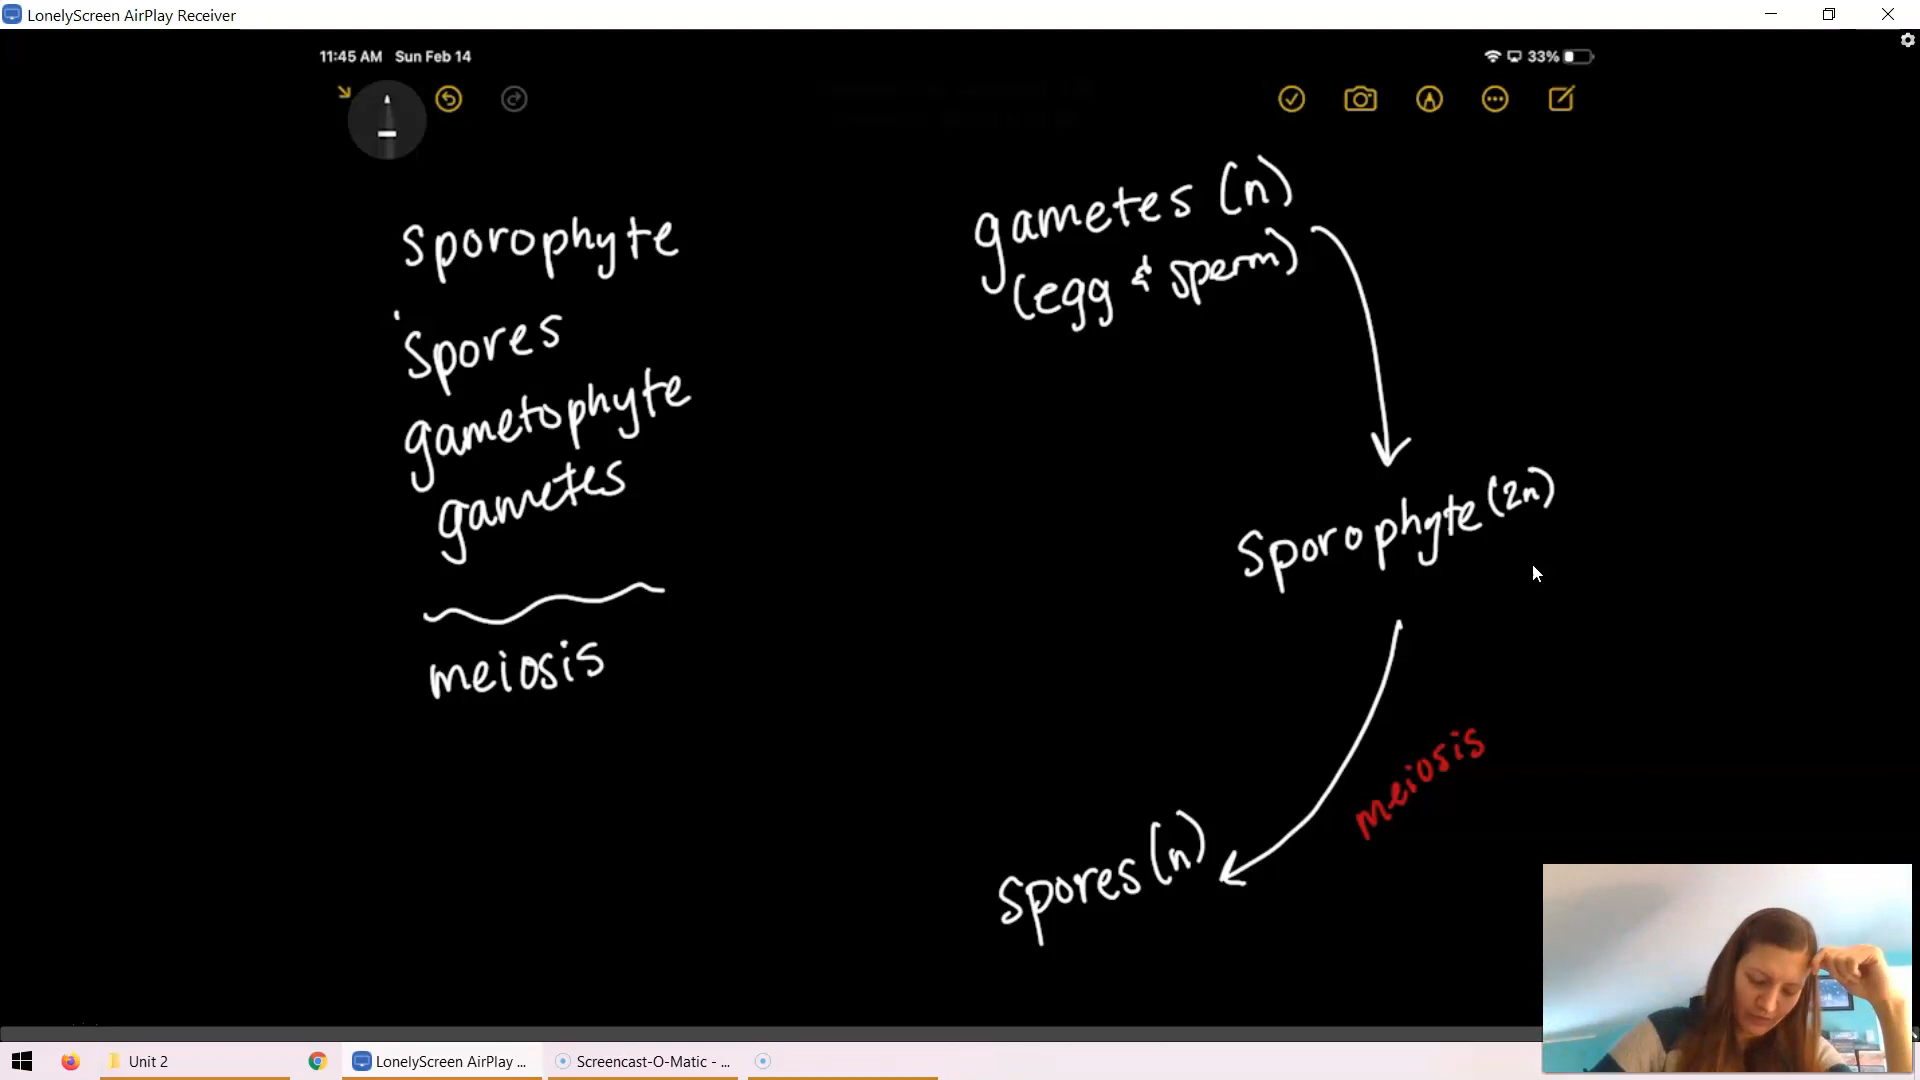 LonelyScreen AirPlay Receiver
11:45 AM Sun Feb 14
33%
sporophyte
spores
gametophyte
gametes
meiosis
gametes (n)
(egg & sperm)
sporophyte (2n)
meiosis
spores (n)
Unit 2
LonelyScreen AirPlay ...
Screencast-O-Matic - ...